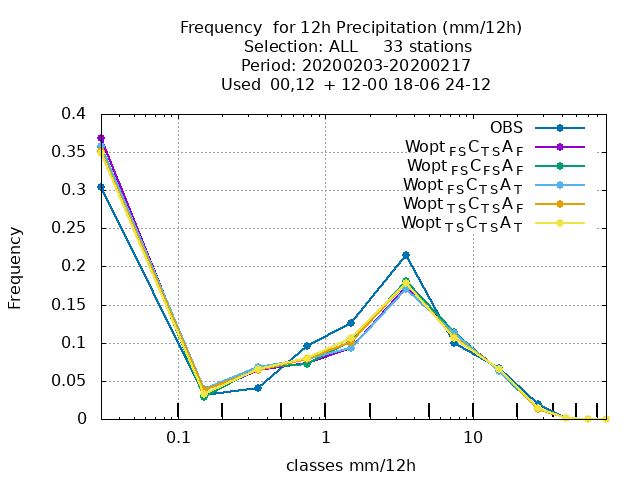 Frequency  for 12h Precipitation (mm/12h)
Selection: ALL     33 stations
Period: 20200203-20200217
Used  00,12  + 12-00 18-06 24-12
0.4
0.35
0.3
0.25
0.2
0.15
0.1
0.05
0
Frequency
OBS
Wopt FS C TS A F
Wopt FS C FS A F
Wopt FS C TS A T
Wopt TS C TS A F
Wopt TS C TS A T
0.1 1 10
classes mm/12h